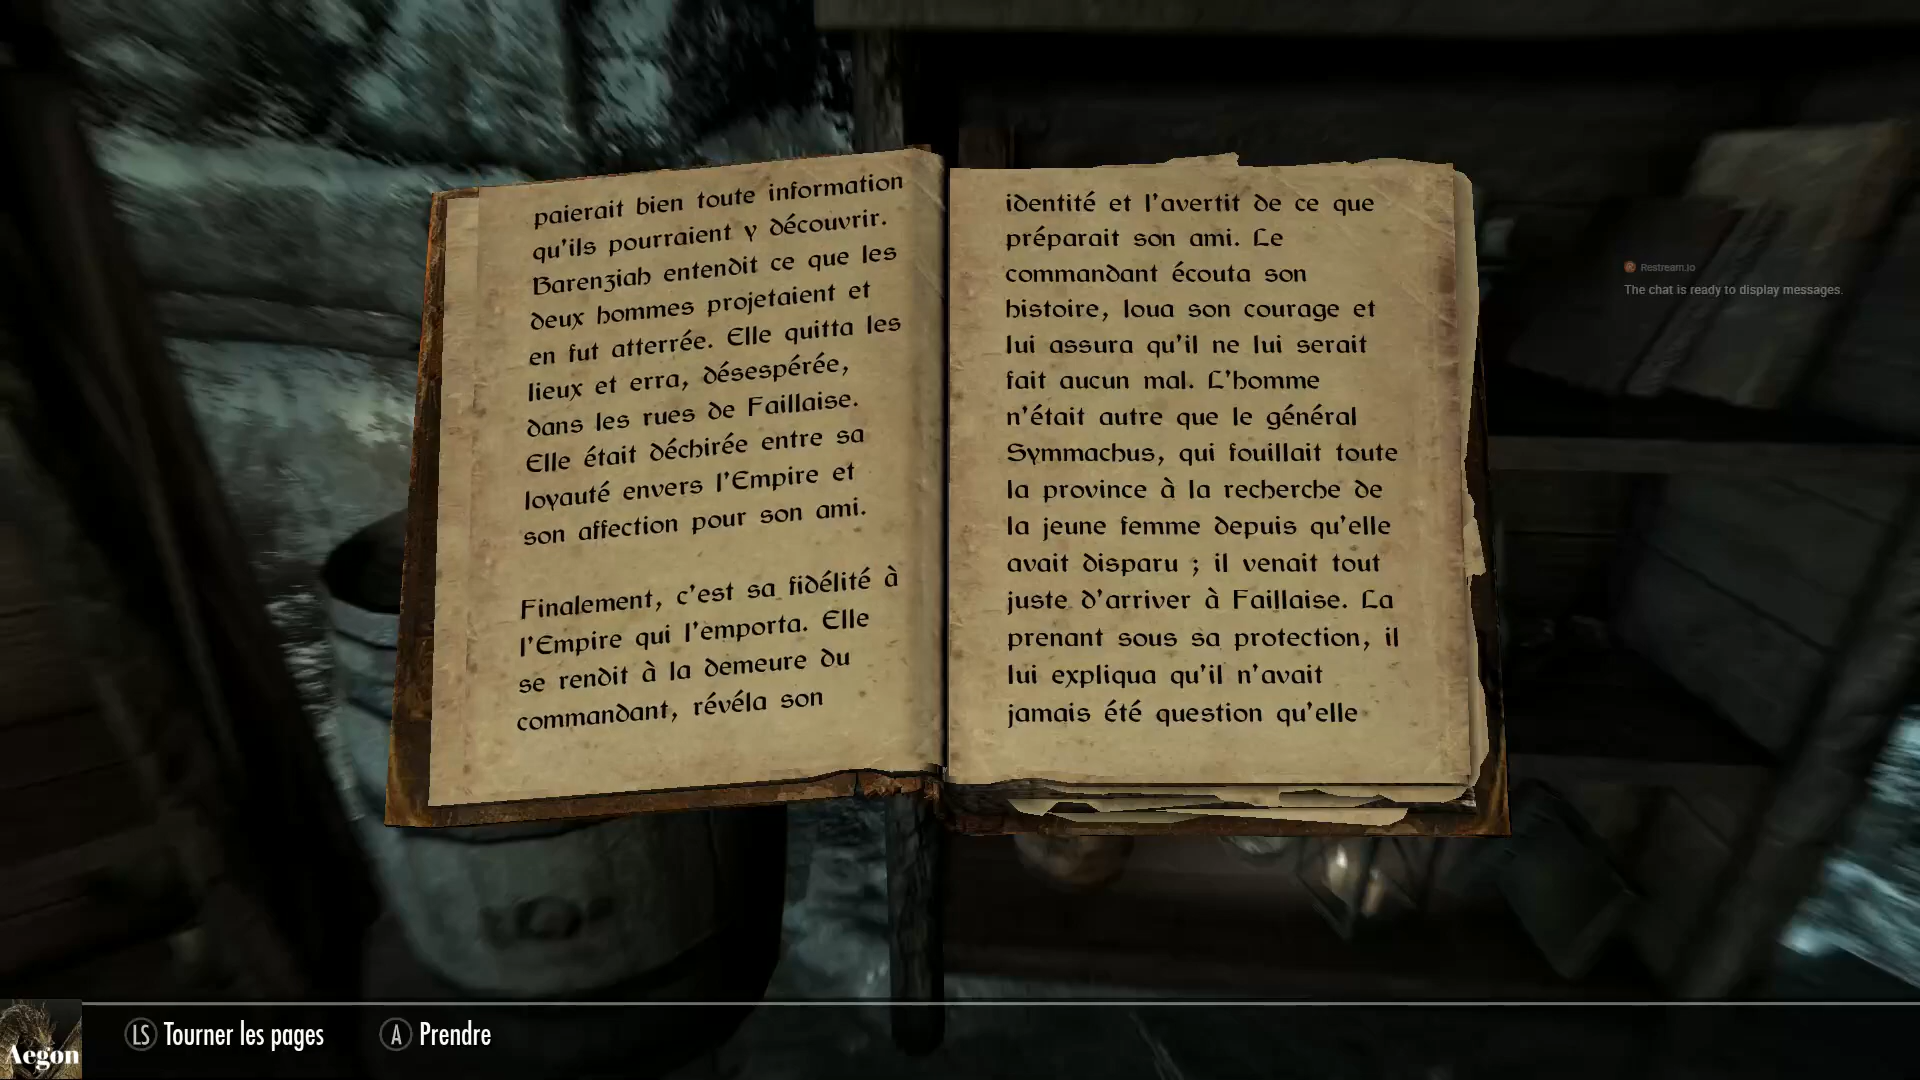 paierait bien toute information
qu'ils pourraient y découvrir.
Barenziah entendit ce que les
deux hommes projetaient et
en fut atterrée. Elle quitta les
lieux et erra, désespérée,
dans les rues de Faillaise.
Elle était déchirée entre sa
loyauté envers l'Empire et
son affection pour son ami.
Finalement, c'est sa fidélité à
l'Empire qui l'emporta. Elle
se rendit à la demeure du
commandant, révéla son
identité et l'avertit de ce que
préparait son ami. Le
commandant écouta son
histoire, loua son courage et
lui assura qu'il ne lui serait
fait aucun mal. L'homme
n'était autre que le général
Symmachus, qui fouillait toute
la province à la recherche de
la jeune femme depuis qu'elle
avait disparu ; il venait tout
juste d'arriver à Faillaise. La
prenant sous sa protection, il
lui expliqua qu'il n'avait
jamais été question qu'elle
Restream.io
The chat is ready to display messages.
Aegon
LS Tourner les pages
A Prendre